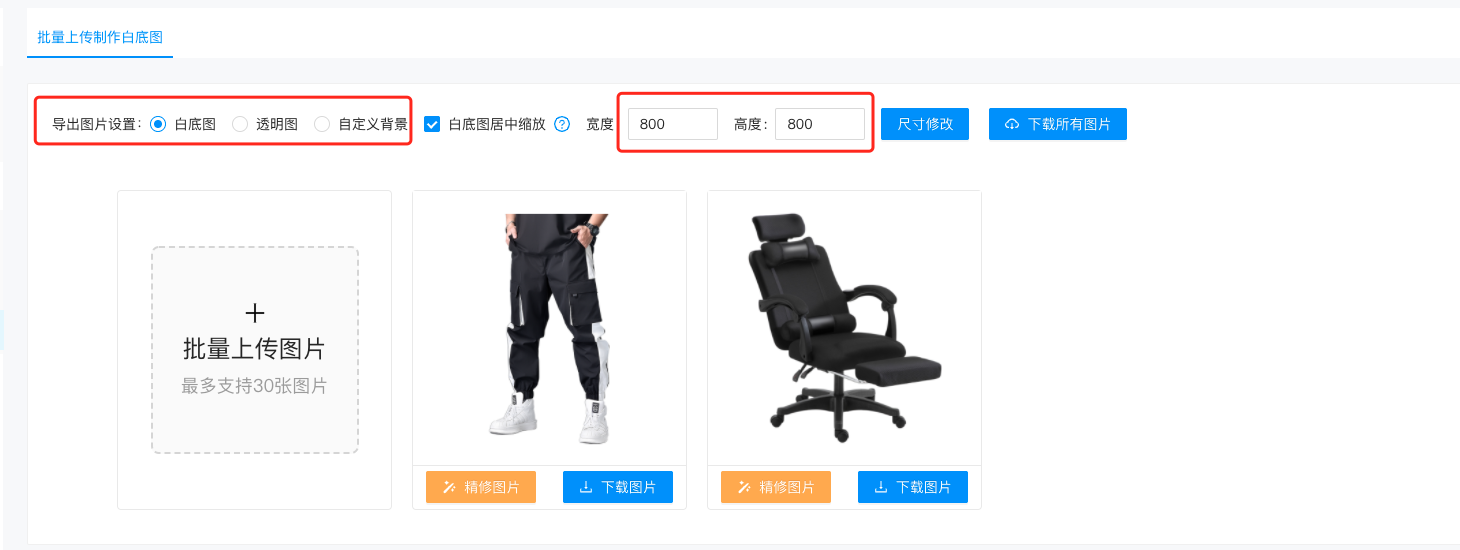 批量上传制作白底图
导出图片设置: 白底图 透明图 自定义背景 白底图居中缩放 ? 宽度 800 高度: 800 尺寸修改 下载所有图片
批量上传图片
最多支持30张图片
精修图片 下载图片 精修图片 下载图片